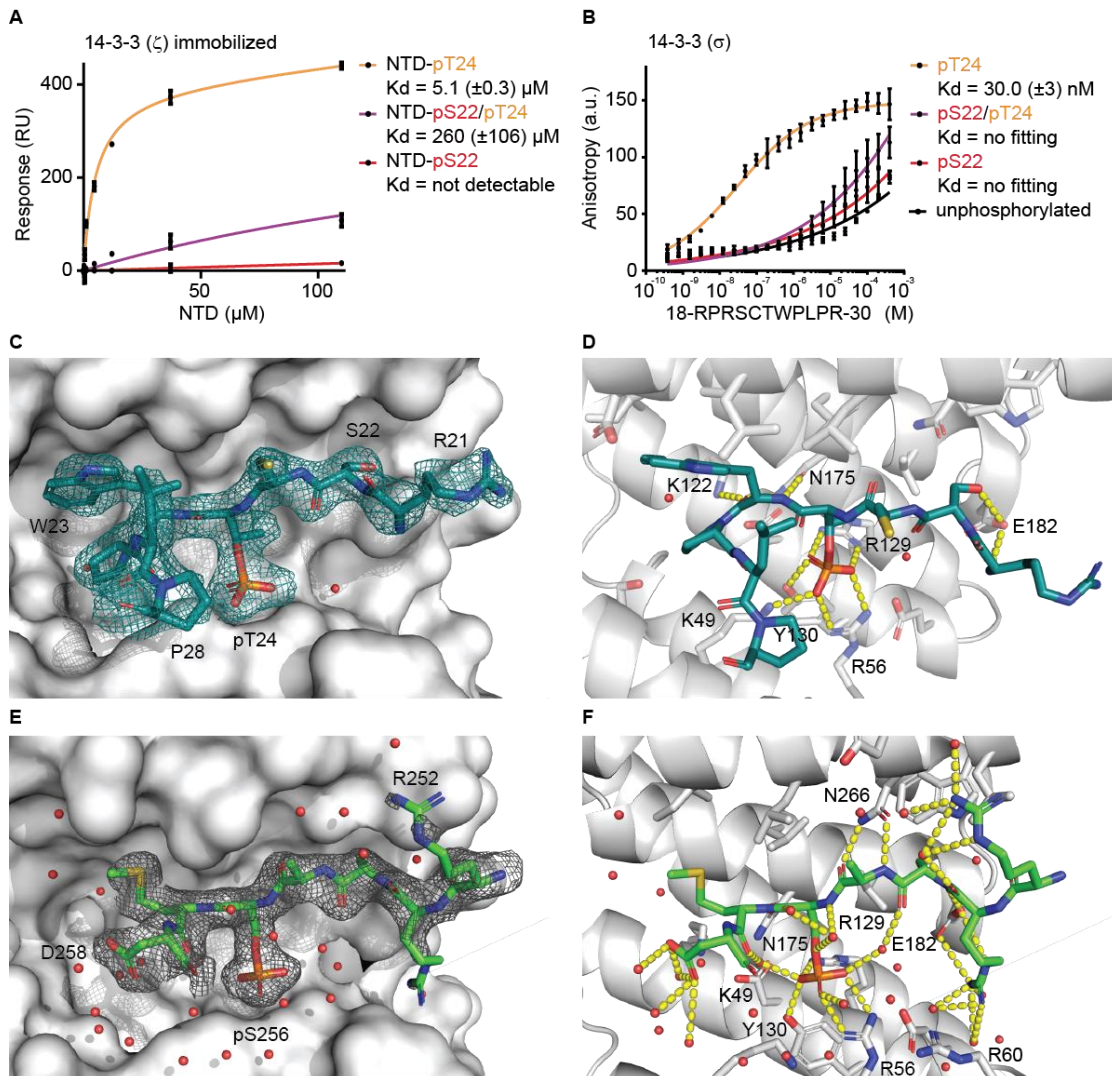 A
14-3-3 (ζ) immobilized
Response (RU)
400
200
0
50
100
NTD (µM)
NTD-pT24
Kd = 5.1 (±0.3) µM
NTD-pS22/pT24
Kd = 260 (±106) µM
NTD-pS22
Kd = not detectable
B
14-3-3 (σ)
Anisotropy (a.u.)
150
100
50
0
10⁻¹⁰
10⁻⁹
10⁻⁸
10⁻⁷
10⁻⁶
10⁻⁵
10⁻⁴
10⁻³
18-RPRSCTWPLPR-30 (M)
pT24
Kd = 30.0 (±3) nM
pS22/pT24
Kd = no fitting
pS22
Kd = no fitting
unphosphorylated
C
S22
R21
W23
P28
pT24
D
K122
N175
R129
E182
K49
Y130
R56
E
R252
D258
pS256
F
N266
R129
N175
E182
K49
Y130
R56
R60